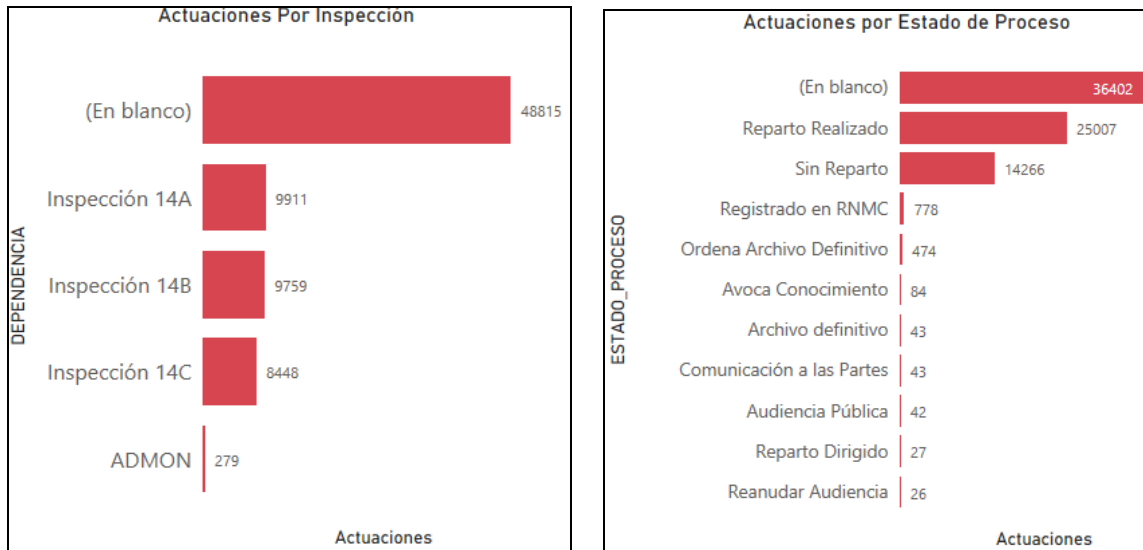 Actuaciones Por Inspección
DEPENDENCIA
(En blanco) 48815
Inspección 14A 9911
Inspección 14B 9759
Inspección 14C 8448
ADMON 279
Actuaciones
Actuaciones por Estado de Proceso
ESTADO_PROCESO
(En blanco) 36402
Reparto Realizado 25007
Sin Reparto 14266
Registrado en RNMC 778
Ordena Archivo Definitivo 474
Avoca Conocimiento 84
Archivo definitivo 43
Comunicación a las Partes 43
Audiencia Pública 42
Reparto Dirigido 27
Reanudar Audiencia 26
Actuaciones